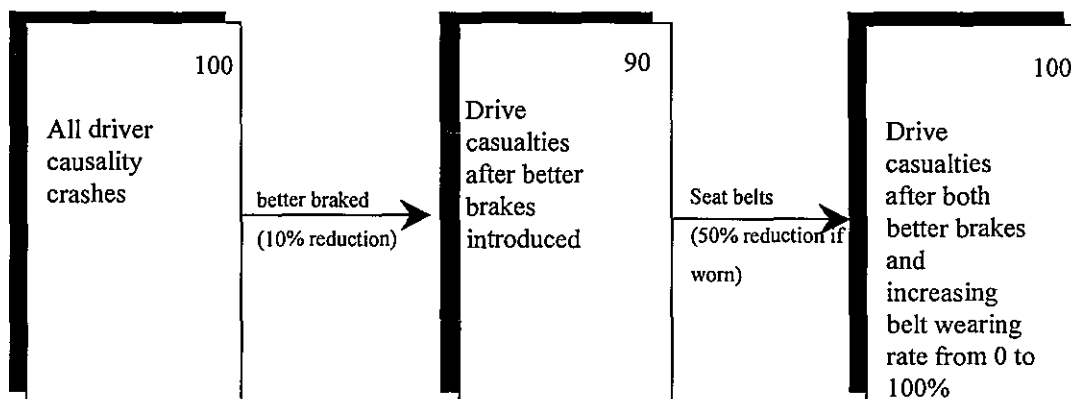 100
All driver
causality
crashes
better braked
(10% reduction)
90
Drive
casualties
after better
brakes
introduced
Seat belts
(50% reduction if
worn)
100
Drive
casualties
after both
better brakes
and
increasing
belt wearing
rate from 0 to
100%